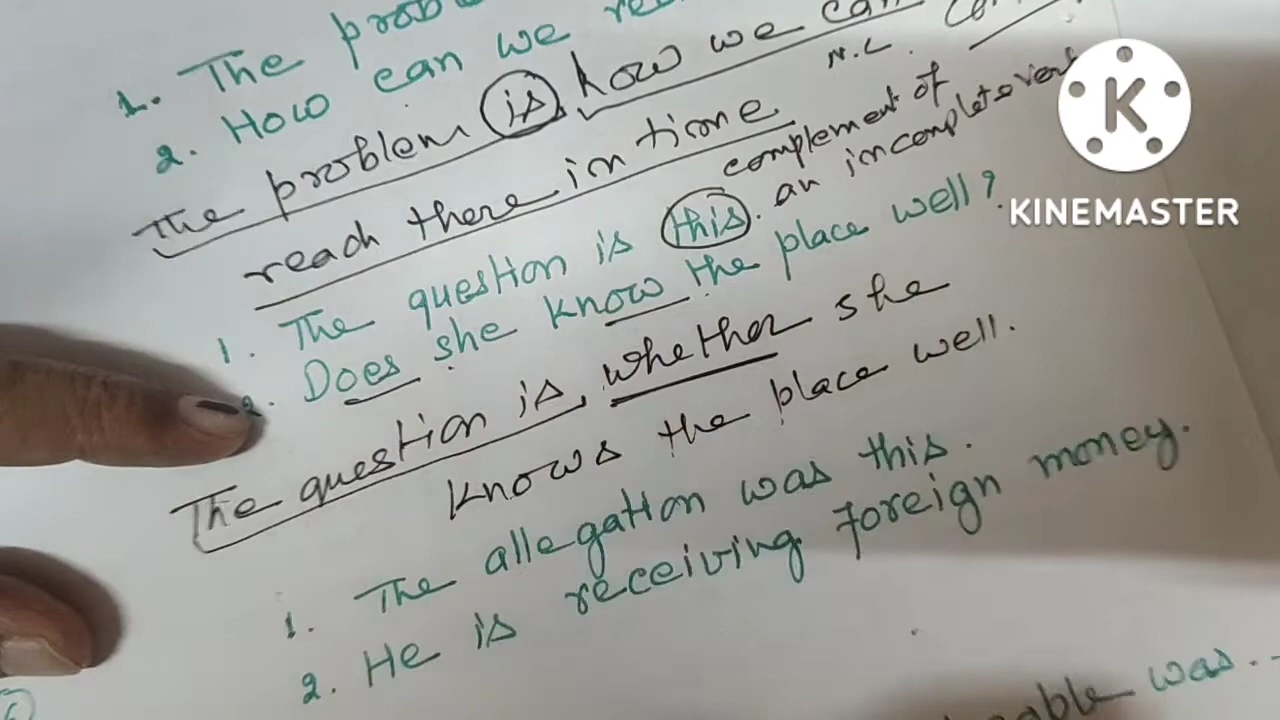 1. The
2. How can we
the problem is, how we can
reach there in time.
N.C.
complement of
an incomplete verb
1. The question is this.
2. Does she know the place well?
The question is, whether she
knows the place well.
1. The allegation was this.
2. He is receiving foreign money.
was.
KINEMASTER